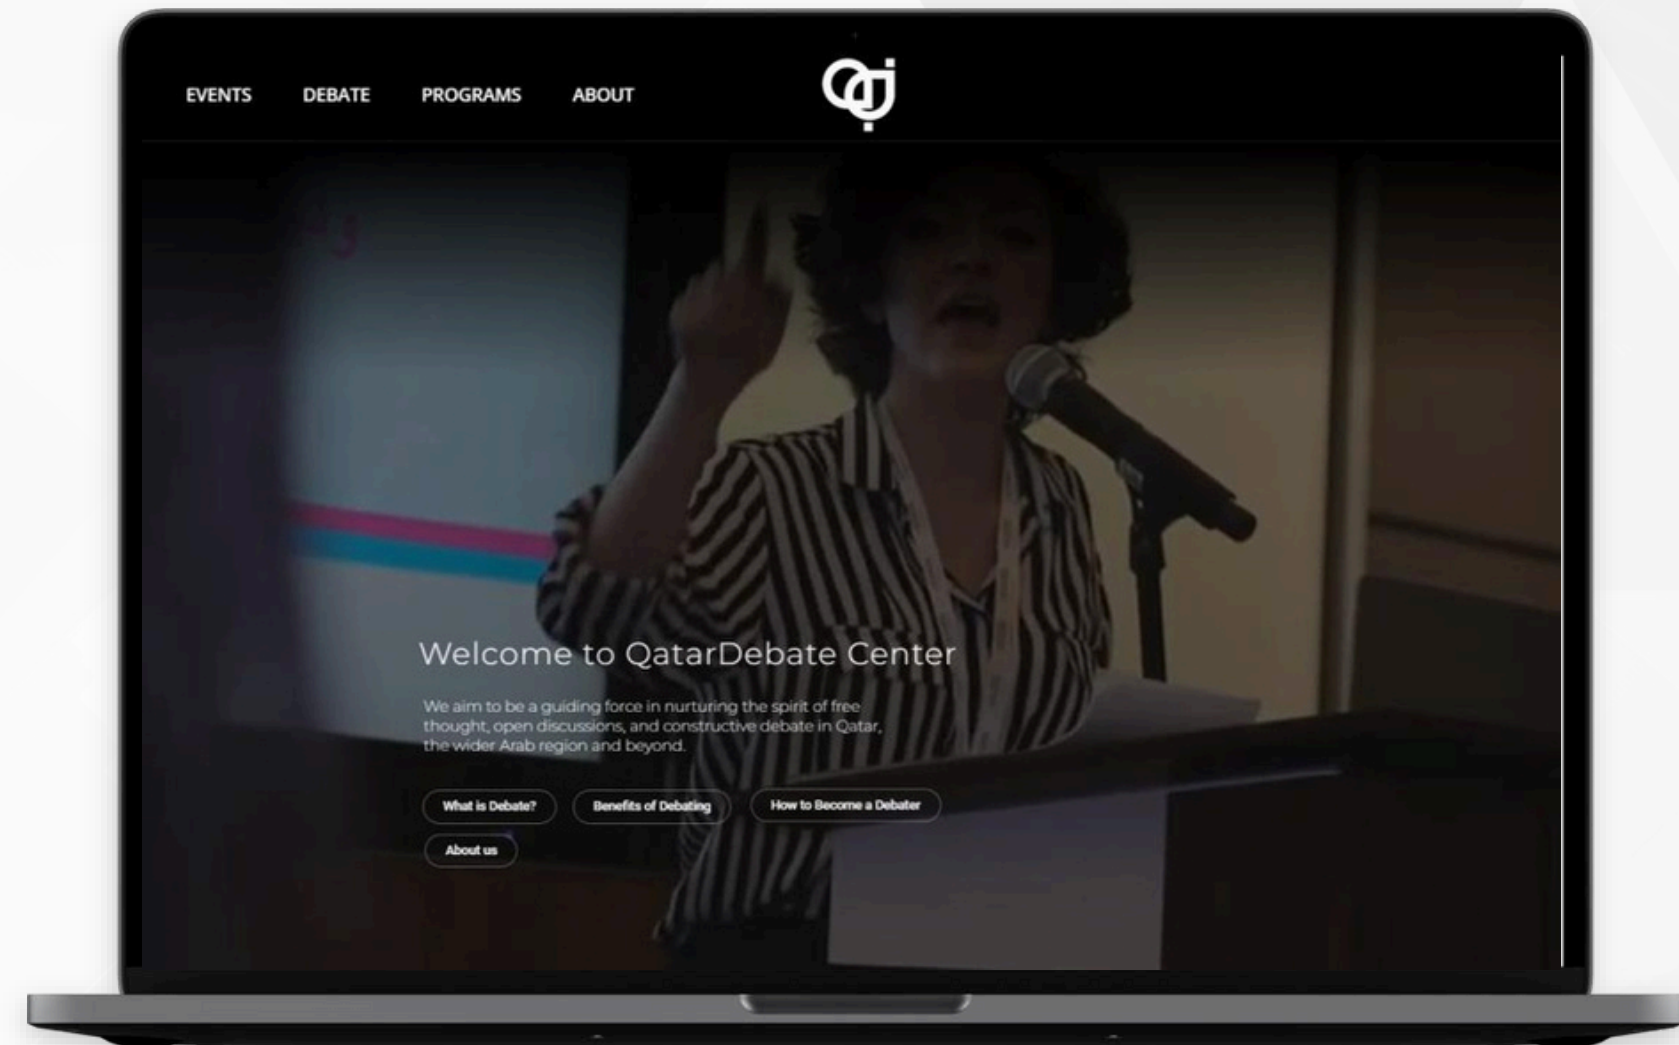 EVENTS DEBATE PROGRAMS ABOUT
Welcome to QatarDebate Center
We aim to be a guiding force in nurturing the spirit of free
thought, open discussions, and constructive debate in Qatar,
the wider Arab region and beyond.
What is Debate? Benefits of Debating How to Become a Debater
About us